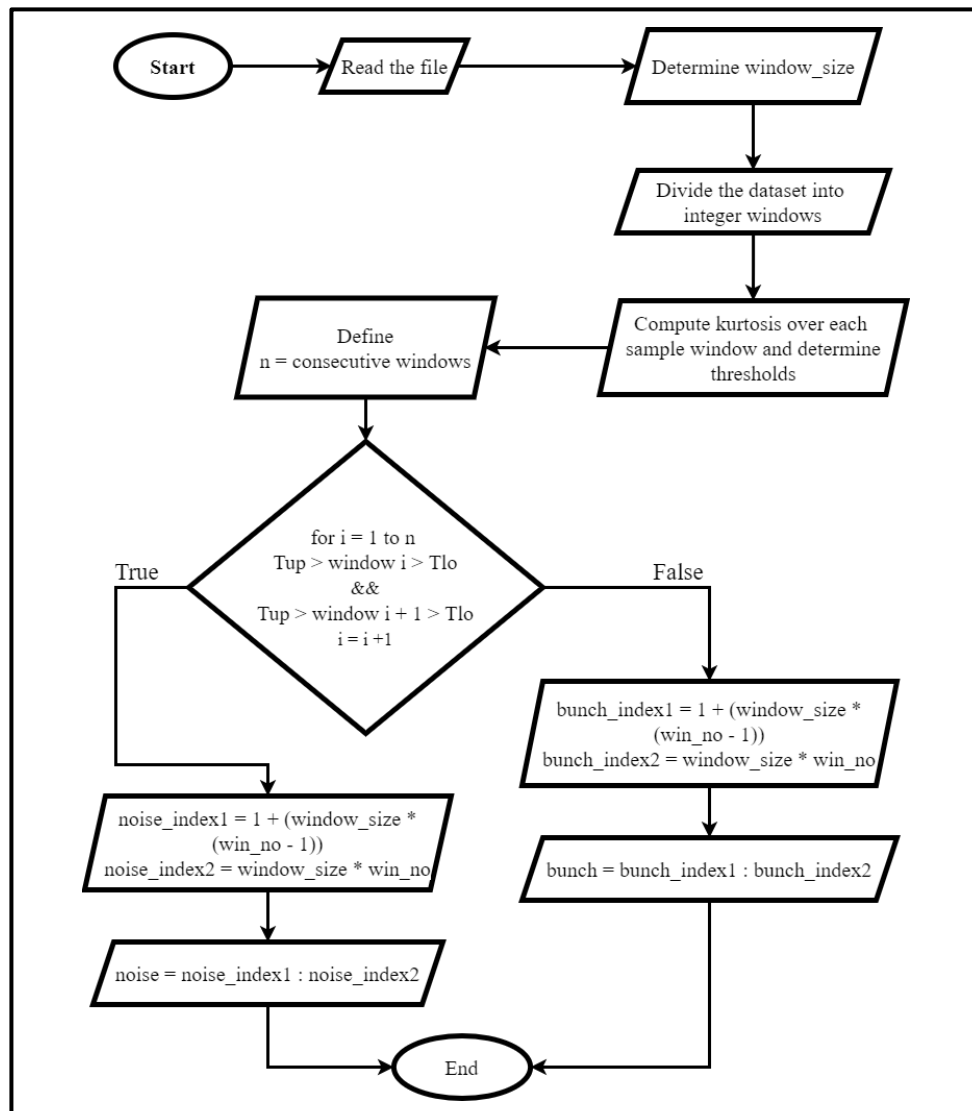 Start
Read the file
Determine window_size
Divide the dataset into
integer windows
Compute kurtosis over each
sample window and determine
thresholds
Define
n = consecutive windows
for i = 1 to n
Tup > window i > Tlo
&&
Tup > window i + 1 > Tlo
i = i +1
True
False
bunch_index1 = 1 + (window_size *
(win_no - 1))
bunch_index2 = window_size * win_no
noise_index1 = 1 + (window_size *
(win_no - 1))
noise_index2 = window_size * win_no
bunch = bunch_index1 : bunch_index2
noise = noise_index1 : noise_index2
End